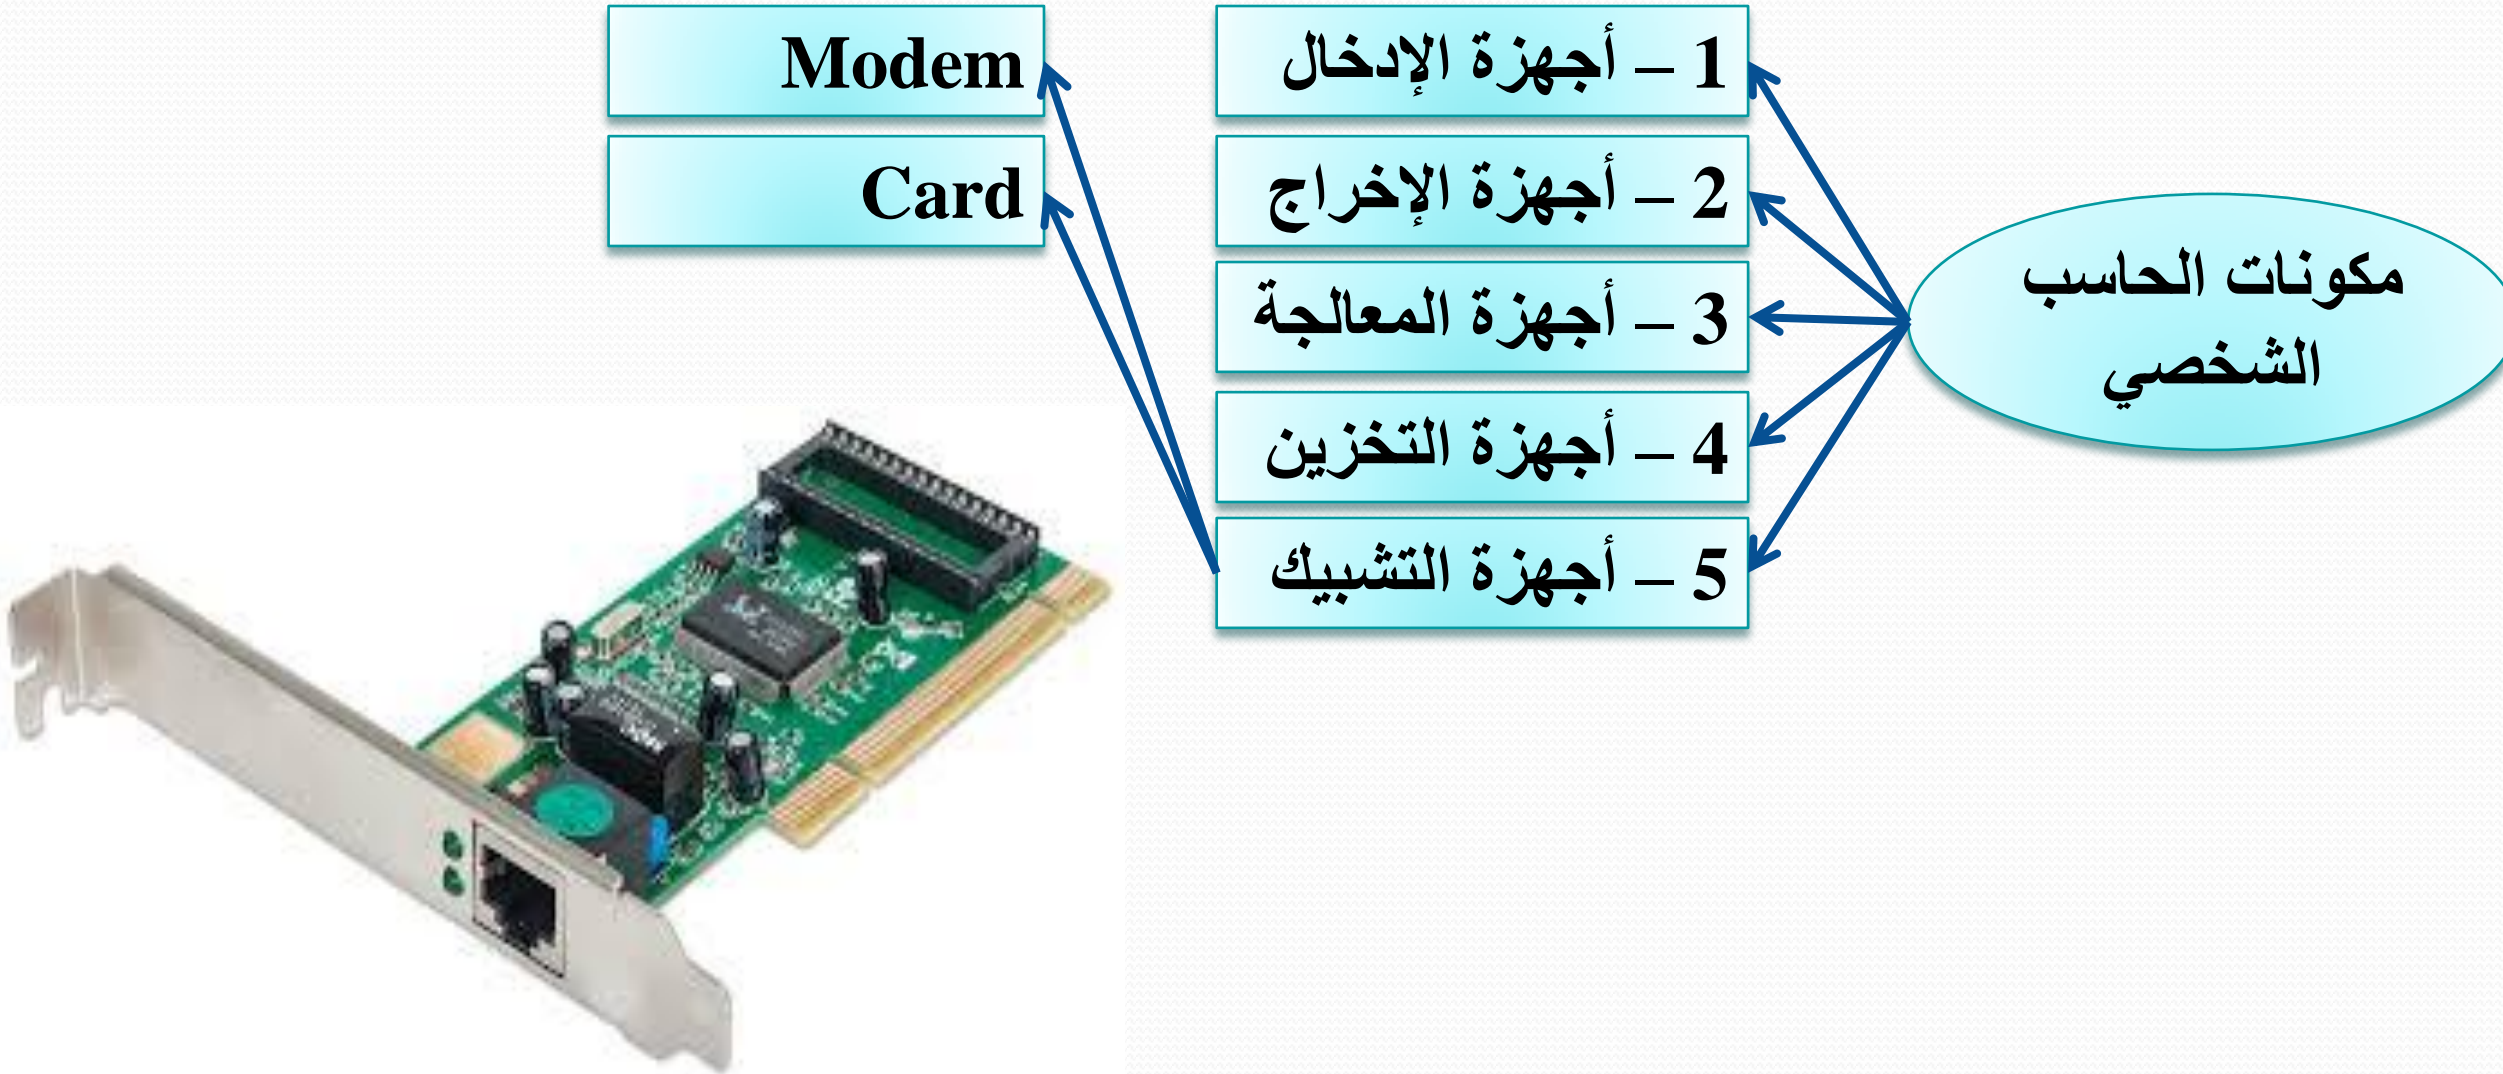 مكونات الحاسب
الشخصي
1 – أجهزة الإدخال
2 – أجهزة الإخراج
3 – أجهزة المعالجة
4 – أجهزة التخزين
5 – أجهزة التشبيك
Modem
Card